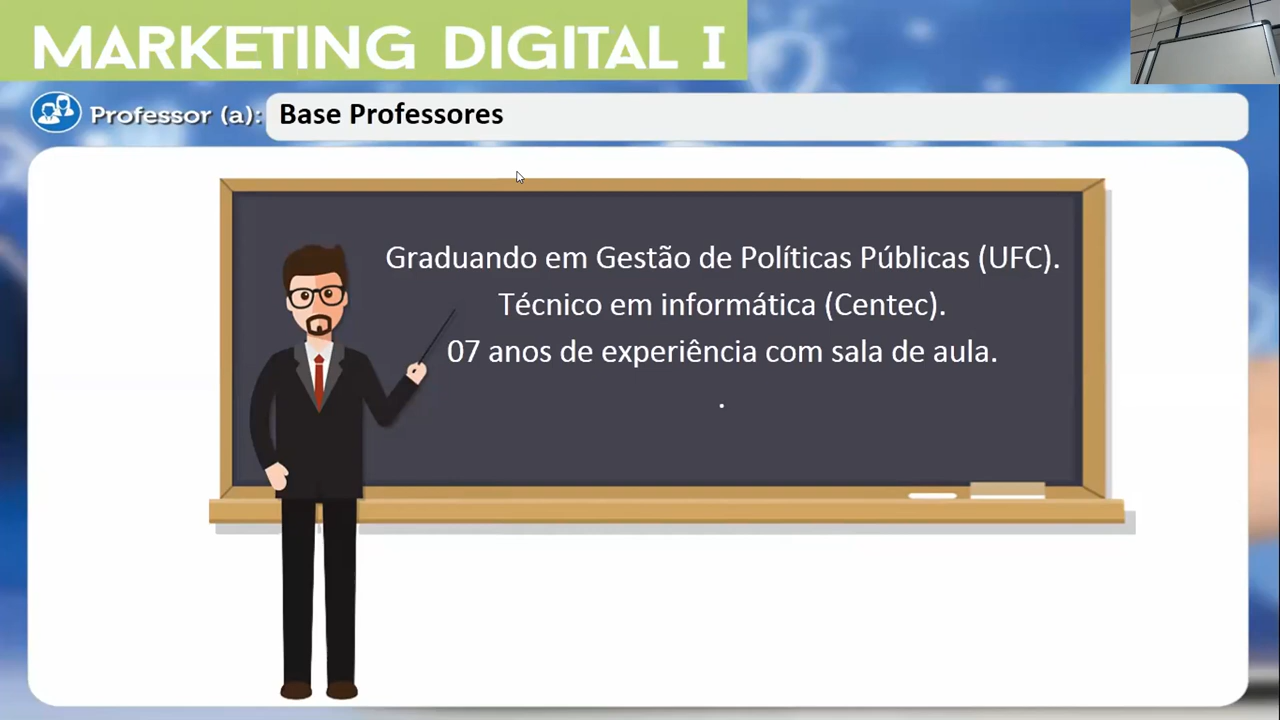 MARKETING DIGITAL I
Professor (a):
Base Professores
Graduando em Gestão de Políticas Públicas (UFC).
Técnico em informática (Centec).
07 anos de experiência com sala de aula.
.